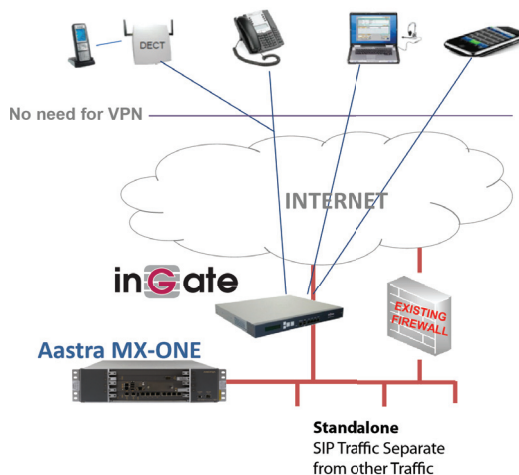 DECT
No need for VPN
INTERNET
inGate
EXISTING
FIREWALL
Aastra MX-ONE
Standalone
SIP Traffic Separate
from other Traffic